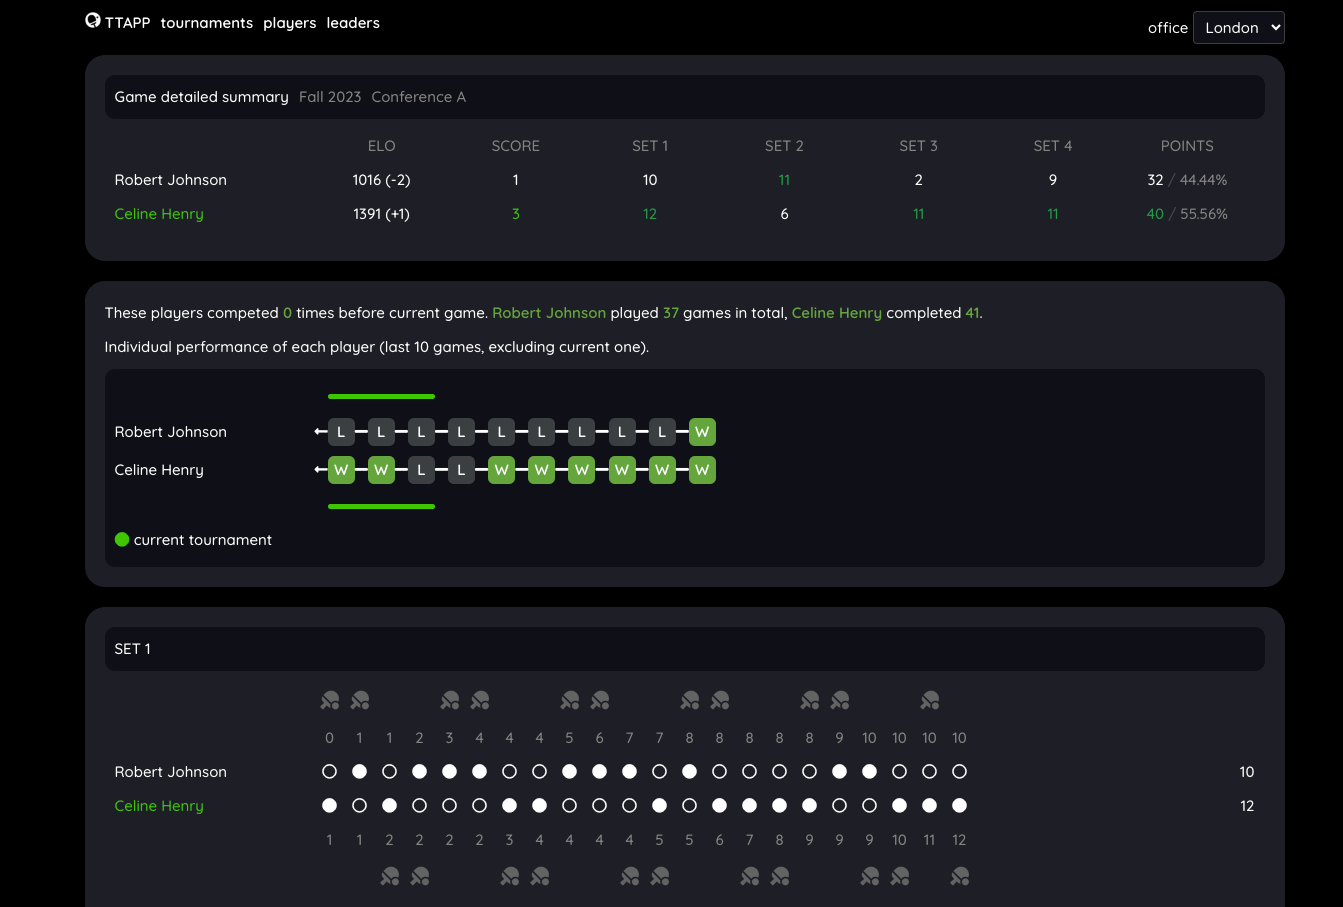 TTAPP tournaments players leaders office London
Game detailed summary Fall 2023 Conference A
ELO SCORE SET 1 SET 2 SET 3 SET 4 POINTS
Robert Johnson 1016 (-2) 1 10 11 2 9 32 / 44.44%
Celine Henry 1391 (+1) 3 12 6 11 11 40 / 55.56%
These players competed 0 times before current game. Robert Johnson played 37 games in total, Celine Henry completed 41.
Individual performance of each player (last 10 games, excluding current one).
Robert Johnson L L L L L L L L L W
Celine Henry W W L L W W W W W W
current tournament
SET 1
0 1 1 2 3 4 4 4 5 6 7 7 8 8 8 8 8 9 10 10 10 10
Robert Johnson 10
Celine Henry 12
1 1 2 2 2 2 3 4 4 4 4 5 5 6 7 8 9 9 9 10 11 12